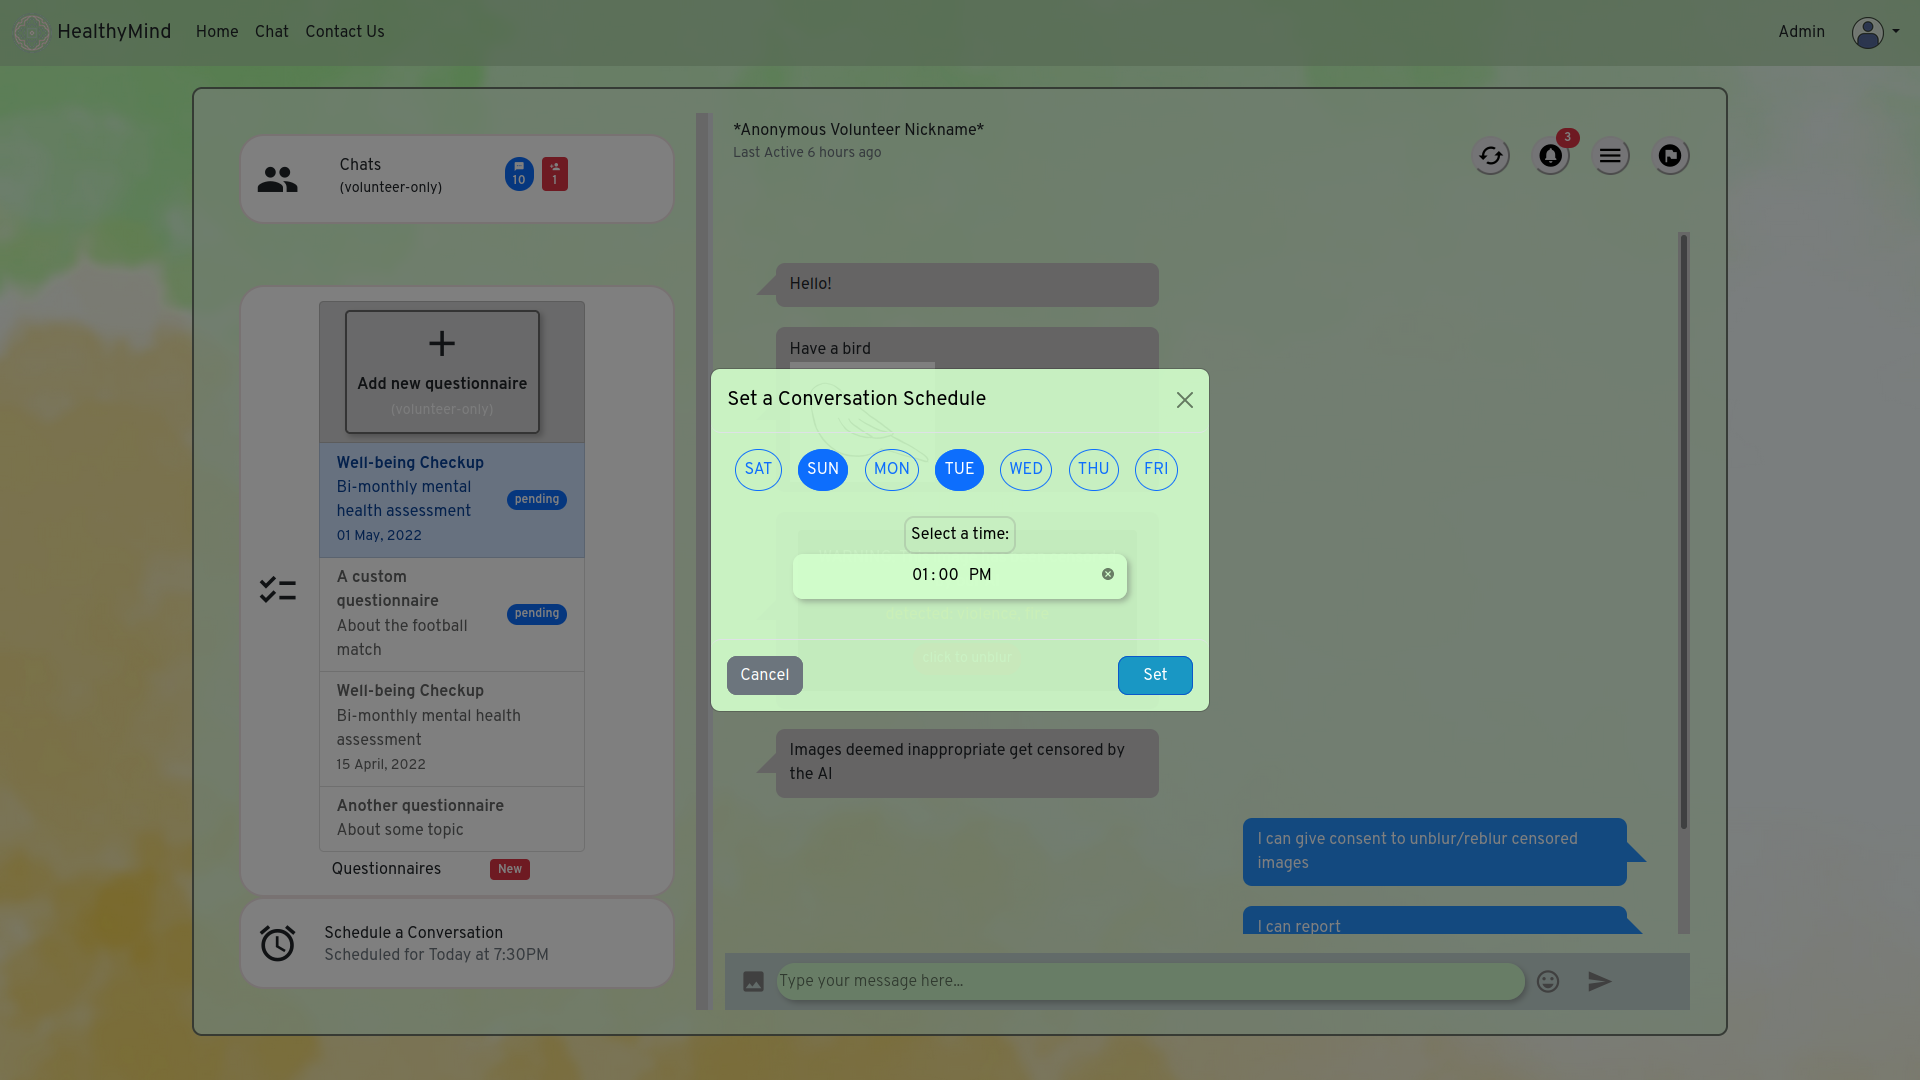 HealthyMind Home Chat Contact Us Admin
Chats
(volunteer-only)
10
1
Add new questionnaire
(volunteer-only)
Well-being Checkup
Bi-monthly mental
health assessment
pending
01 May, 2022
A custom
questionnaire
About the football
match
pending
Well-being Checkup
Bi-monthly mental health
assessment
15 April, 2022
Another questionnaire
About some topic
Questionnaires New
Schedule a Conversation
Scheduled for Today at 7:30PM
*Anonymous Volunteer Nickname*
Last Active 6 hours ago
3
Hello!
Have a bird
Set a Conversation Schedule
SAT SUN MON TUE WED THU FRI
Select a time:
01:00 PM
click to unblur
Cancel Set
Images deemed inappropriate get censored by
the AI
I can give consent to unblur/reblur censored
images
I can report
Type your message here...